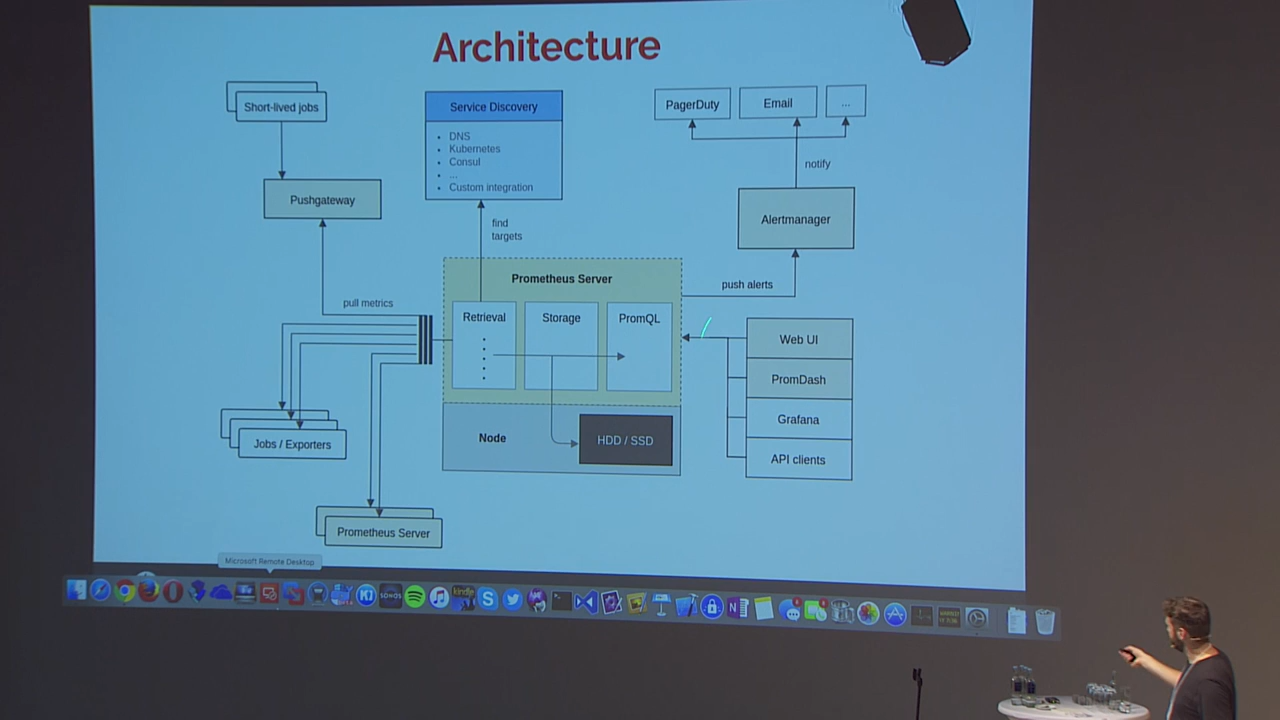 Architecture
Short-lived jobs
Pushgateway
pull metrics
Jobs / Exporters
Prometheus Server
Service Discovery
• DNS
• Kubernetes
• Consul
• ...
• Custom integration
find
targets
Prometheus Server
Retrieval
Storage
PromQL
Node
HDD / SSD
PagerDuty
Email
...
notify
Alertmanager
push alerts
Web UI
PromDash
Grafana
API clients
Microsoft Remote Desktop
SONOS
kindle